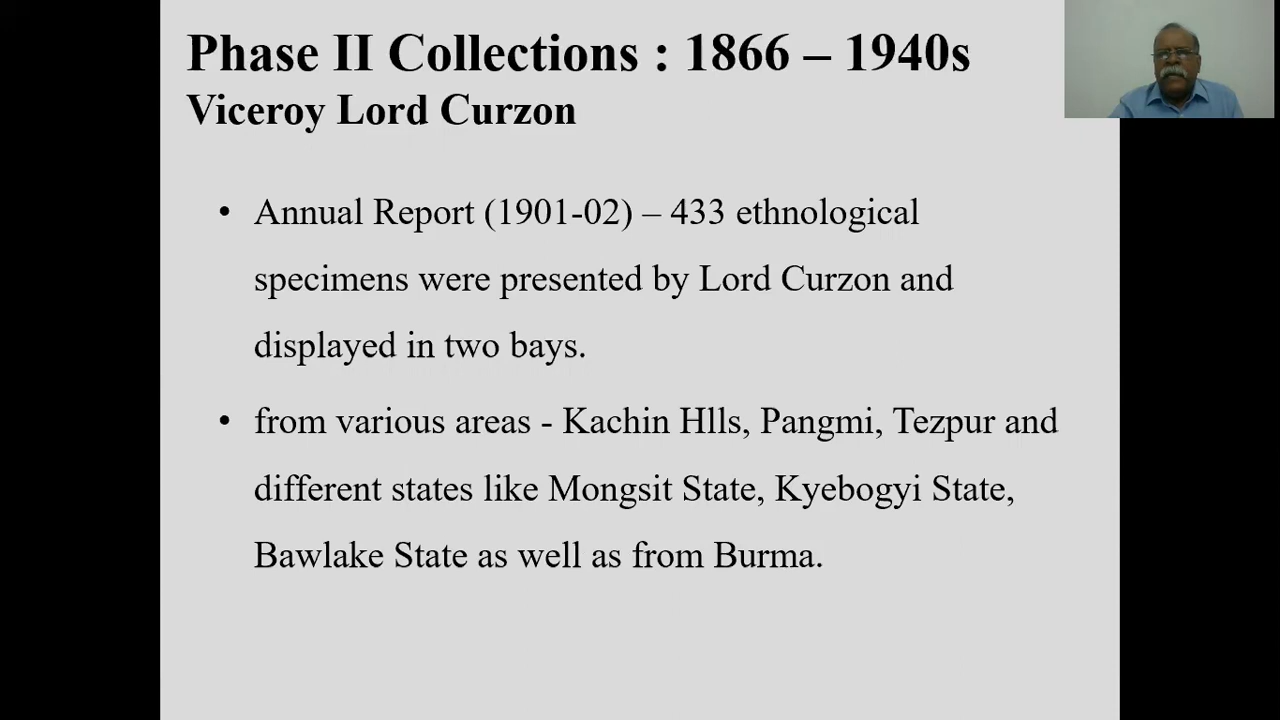 Phase II Collections : 1866 – 1940s
Viceroy Lord Curzon
• Annual Report (1901-02) – 433 ethnological
specimens were presented by Lord Curzon and
displayed in two bays.
• from various areas - Kachin Hlls, Pangmi, Tezpur and
different states like Mongsit State, Kyebogyi State,
Bawlake State as well as from Burma.